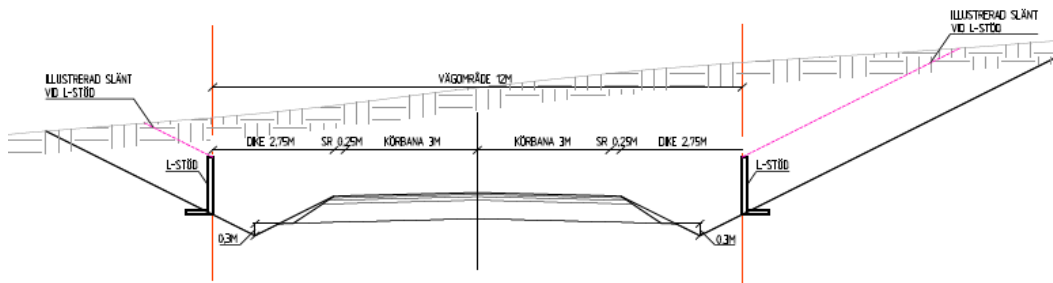 ILLUSTRERAD SLÄNT
VID L-STÖD
ILLUSTRERAD SLÄNT
VID L-STÖD
VÄGOMRÅDE 12M
DIKE 2,75M SR 0,25M KÖRBANA 3M KÖRBANA 3M SR 0,25M DIKE 2,75M
L-STÖD
L-STÖD
0,3M
0,3M